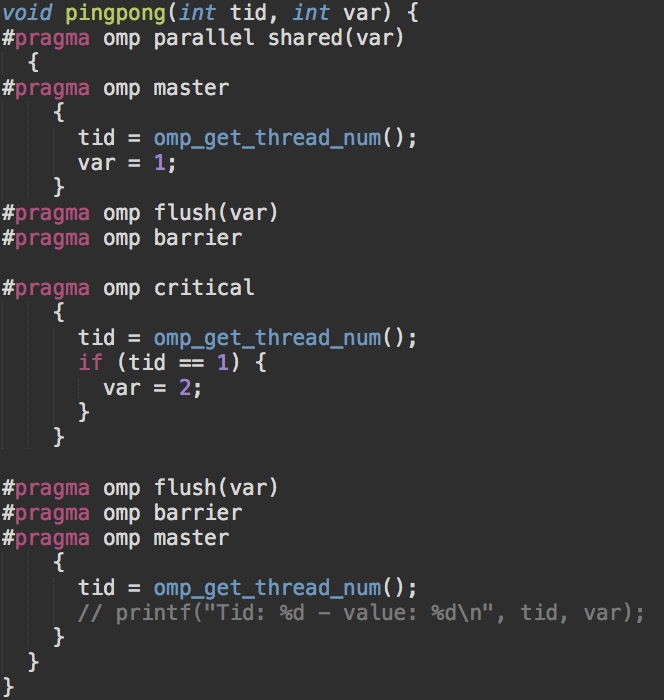 void pingpong(int tid, int var) {
#pragma omp parallel shared(var)
  {
#pragma omp master
    {
      tid = omp_get_thread_num();
      var = 1;
    }
#pragma omp flush(var)
#pragma omp barrier

#pragma omp critical
    {
      tid = omp_get_thread_num();
      if (tid == 1) {
        var = 2;
      }
    }

#pragma omp flush(var)
#pragma omp barrier
#pragma omp master
    {
      tid = omp_get_thread_num();
      // printf("Tid: %d – value: %d\n", tid, var);
    }
  }
}